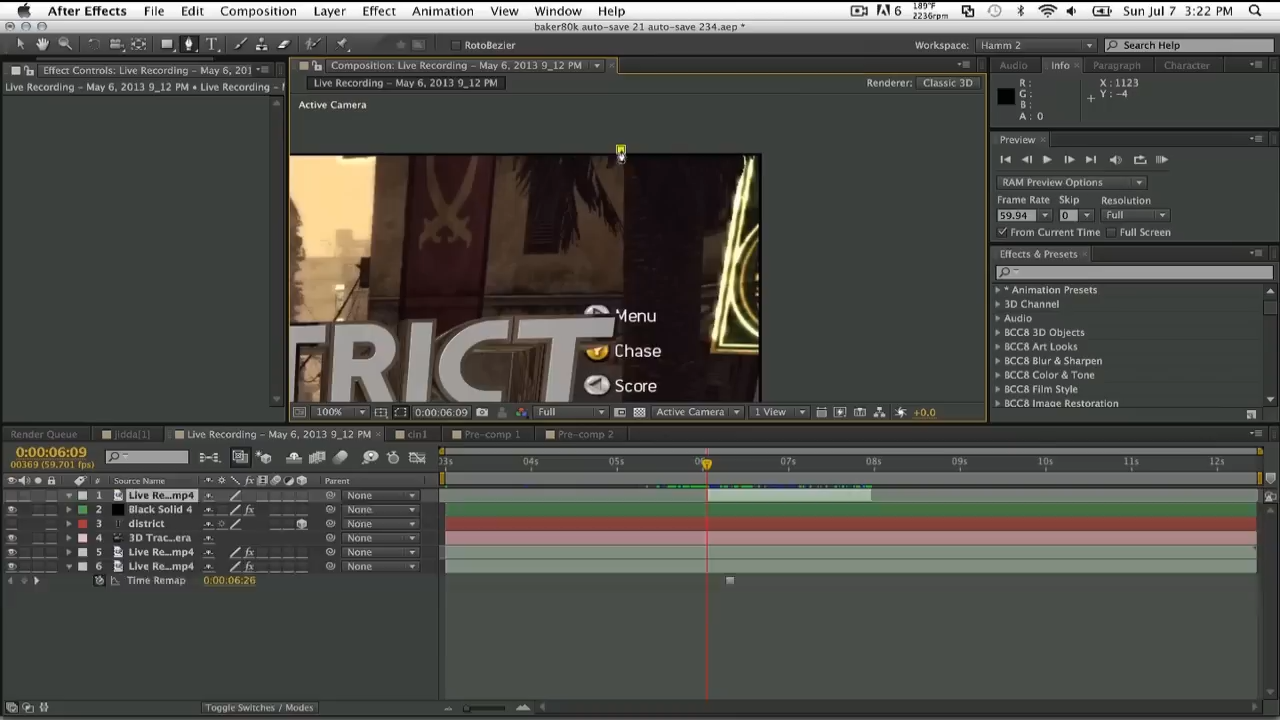 After Effects File Edit Composition Layer Effect Animation View Window Help 6 189°F 2236rpm Sun Jul 7 3:22 PM
baker80k auto-save 21 auto-save 234.aep *
T RotoBezier Workspace: Hamm 2 Search Help
Effect Controls: Live Recording – May 6, 201 Composition: Live Recording – May 6, 2013 9_12 PM Audio Info Paragraph Character
Live Recording – May 6, 2013 9_12 PM • Live Recording – M Live Recording – May 6, 2013 9_12 PM Renderer: Classic 3D
Active Camera
R : X : 1123
G : Y : -4
B :
A : 0
Preview
RAM Preview Options
Frame Rate Skip Resolution
59.94 0 Full
From Current Time Full Screen
Effects & Presets
* Animation Presets
3D Channel
Audio
BCC8 3D Objects
BCC8 Art Looks
BCC8 Blur & Sharpen
BCC8 Color & Tone
BCC8 Film Style
BCC8 Image Restoration
Menu
Y Chase
Score
TRICT
100% 0:00:06:09 Full Active Camera 1 View +0.0
Render Queue jidda[1] Live Recording – May 6, 2013 9_12 PM cin1 Pre-comp 1 Pre-comp 2
0:00:06:09
00369 (59.701 fps)
03s 04s 05s 07s 08s 09s 10s 11s 12s
# Source Name fx Parent
1 Live Re...mp4 None
2 Black Solid 4 fx None
3 T district None
4 3D Trac...era None
5 Live Re...mp4 fx None
6 Live Re...mp4 fx None
Time Remap 0:00:06:26
Toggle Switches / Modes